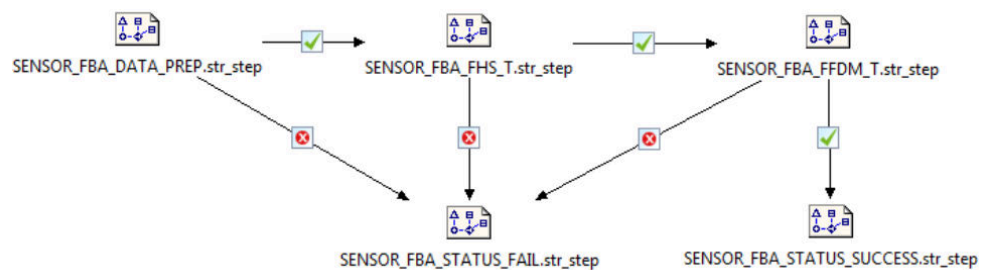 SENSOR_FBA_DATA_PREP.str_step
SENSOR_FBA_FHS_T.str_step
SENSOR_FBA_FFDM_T.str_step
SENSOR_FBA_STATUS_FAIL.str_step
SENSOR_FBA_STATUS_SUCCESS.str_step